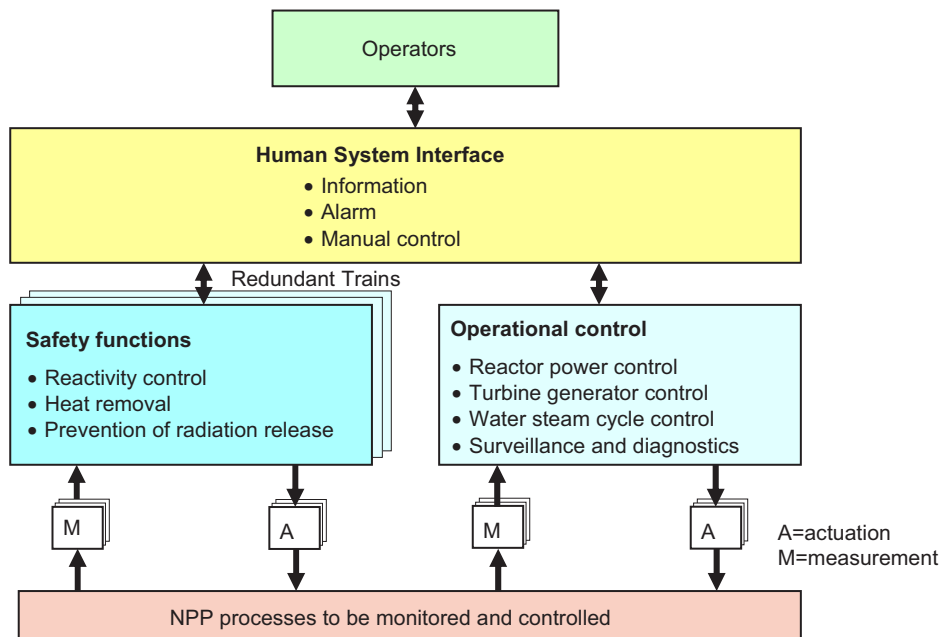 Operators
Human System Interface
• Information
• Alarm
• Manual control
Redundant Trains
Safety functions
• Reactivity control
• Heat removal
• Prevention of radiation release
Operational control
• Reactor power control
• Turbine generator control
• Water steam cycle control
• Surveillance and diagnostics
M
A
M
A
A=actuation
M=measurement
NPP processes to be monitored and controlled